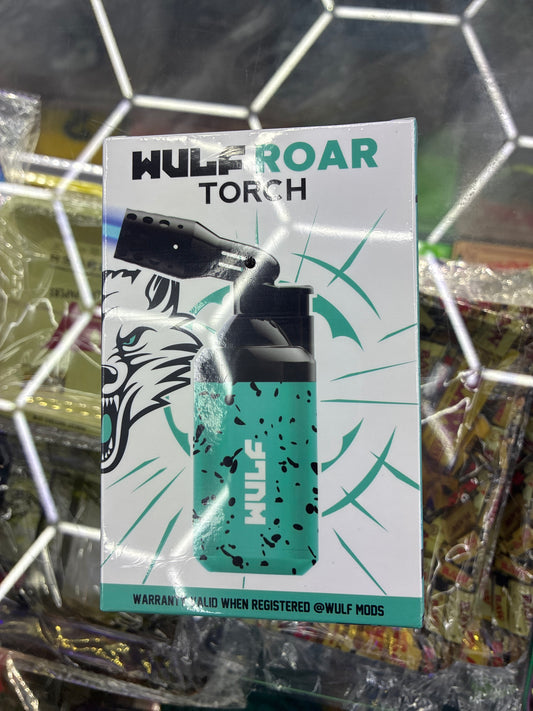 WULF ROAR
TORCH
WULF
WARRANTY VALID WHEN REGISTERED @WULF MODS